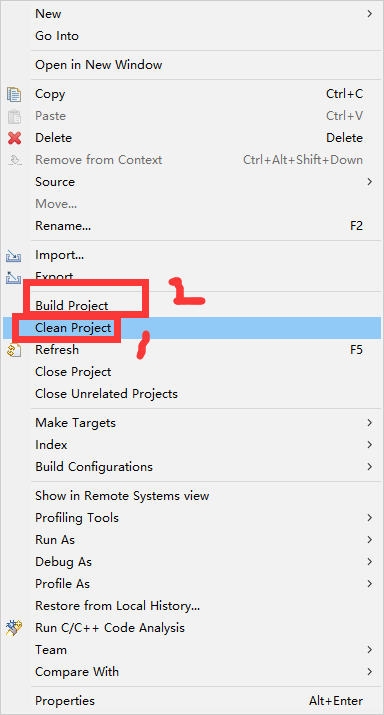 New
Go Into
Open in New Window
Copy Ctrl+C
Paste Ctrl+V
Delete Delete
Remove from Context Ctrl+Alt+Shift+Down
Source
Move...
Rename... F2
Import...
Export...
2
Build Project
Clean Project
1
Refresh F5
Close Project
Close Unrelated Projects
Make Targets
Index
Build Configurations
Show in Remote Systems view
Profiling Tools
Run As
Debug As
Profile As
Restore from Local History...
Run C/C++ Code Analysis
Team
Compare With
Properties Alt+Enter